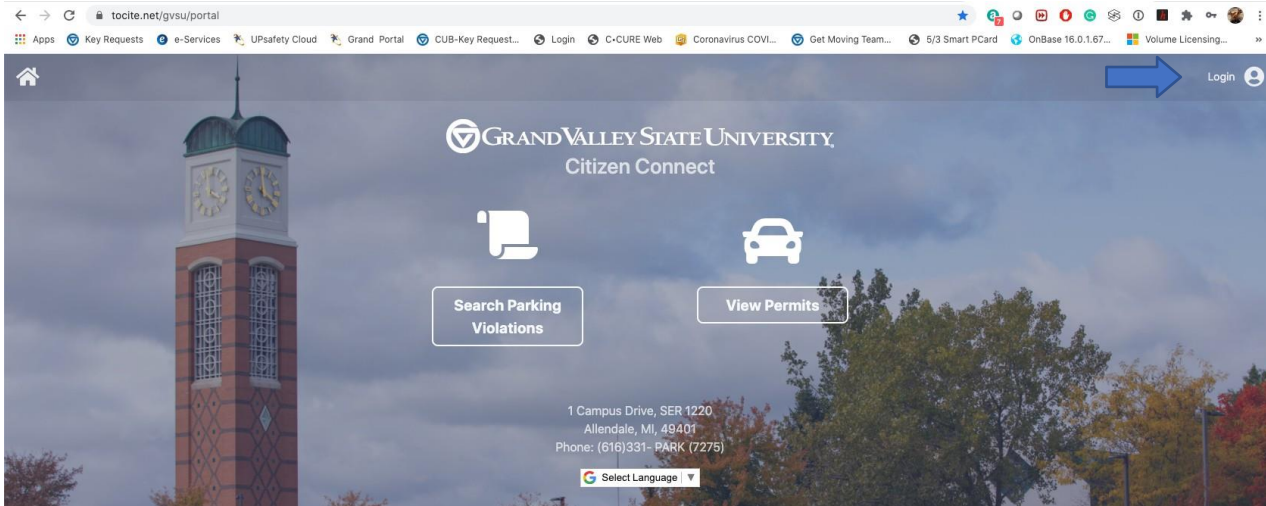 tocite.net/gvsu/portal
7
Apps Key Requests e-Services UPsafety Cloud Grand Portal CUB-Key Request... Login C•CURE Web Coronavirus COVI... Get Moving Team... 5/3 Smart PCard OnBase 16.0.1.67... Volume Licensing... »
Login
GRAND VALLEY STATE UNIVERSITY.
Citizen Connect
Search Parking
Violations
View Permits
1 Campus Drive, SER 1220
Allendale, MI, 49401
Phone: (616)331- PARK (7275)
G Select Language ▼